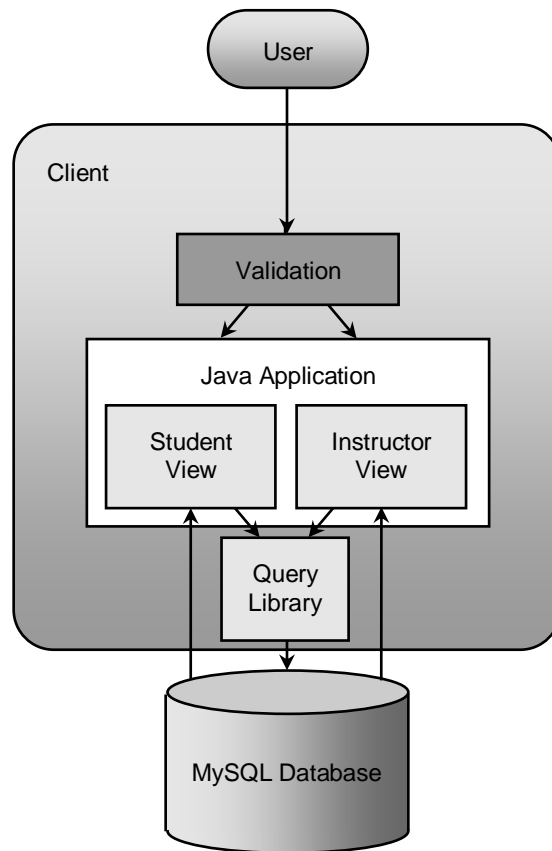 User
Client
Validation
Java Application
Student
View
Instructor
View
Query
Library
MySQL Database